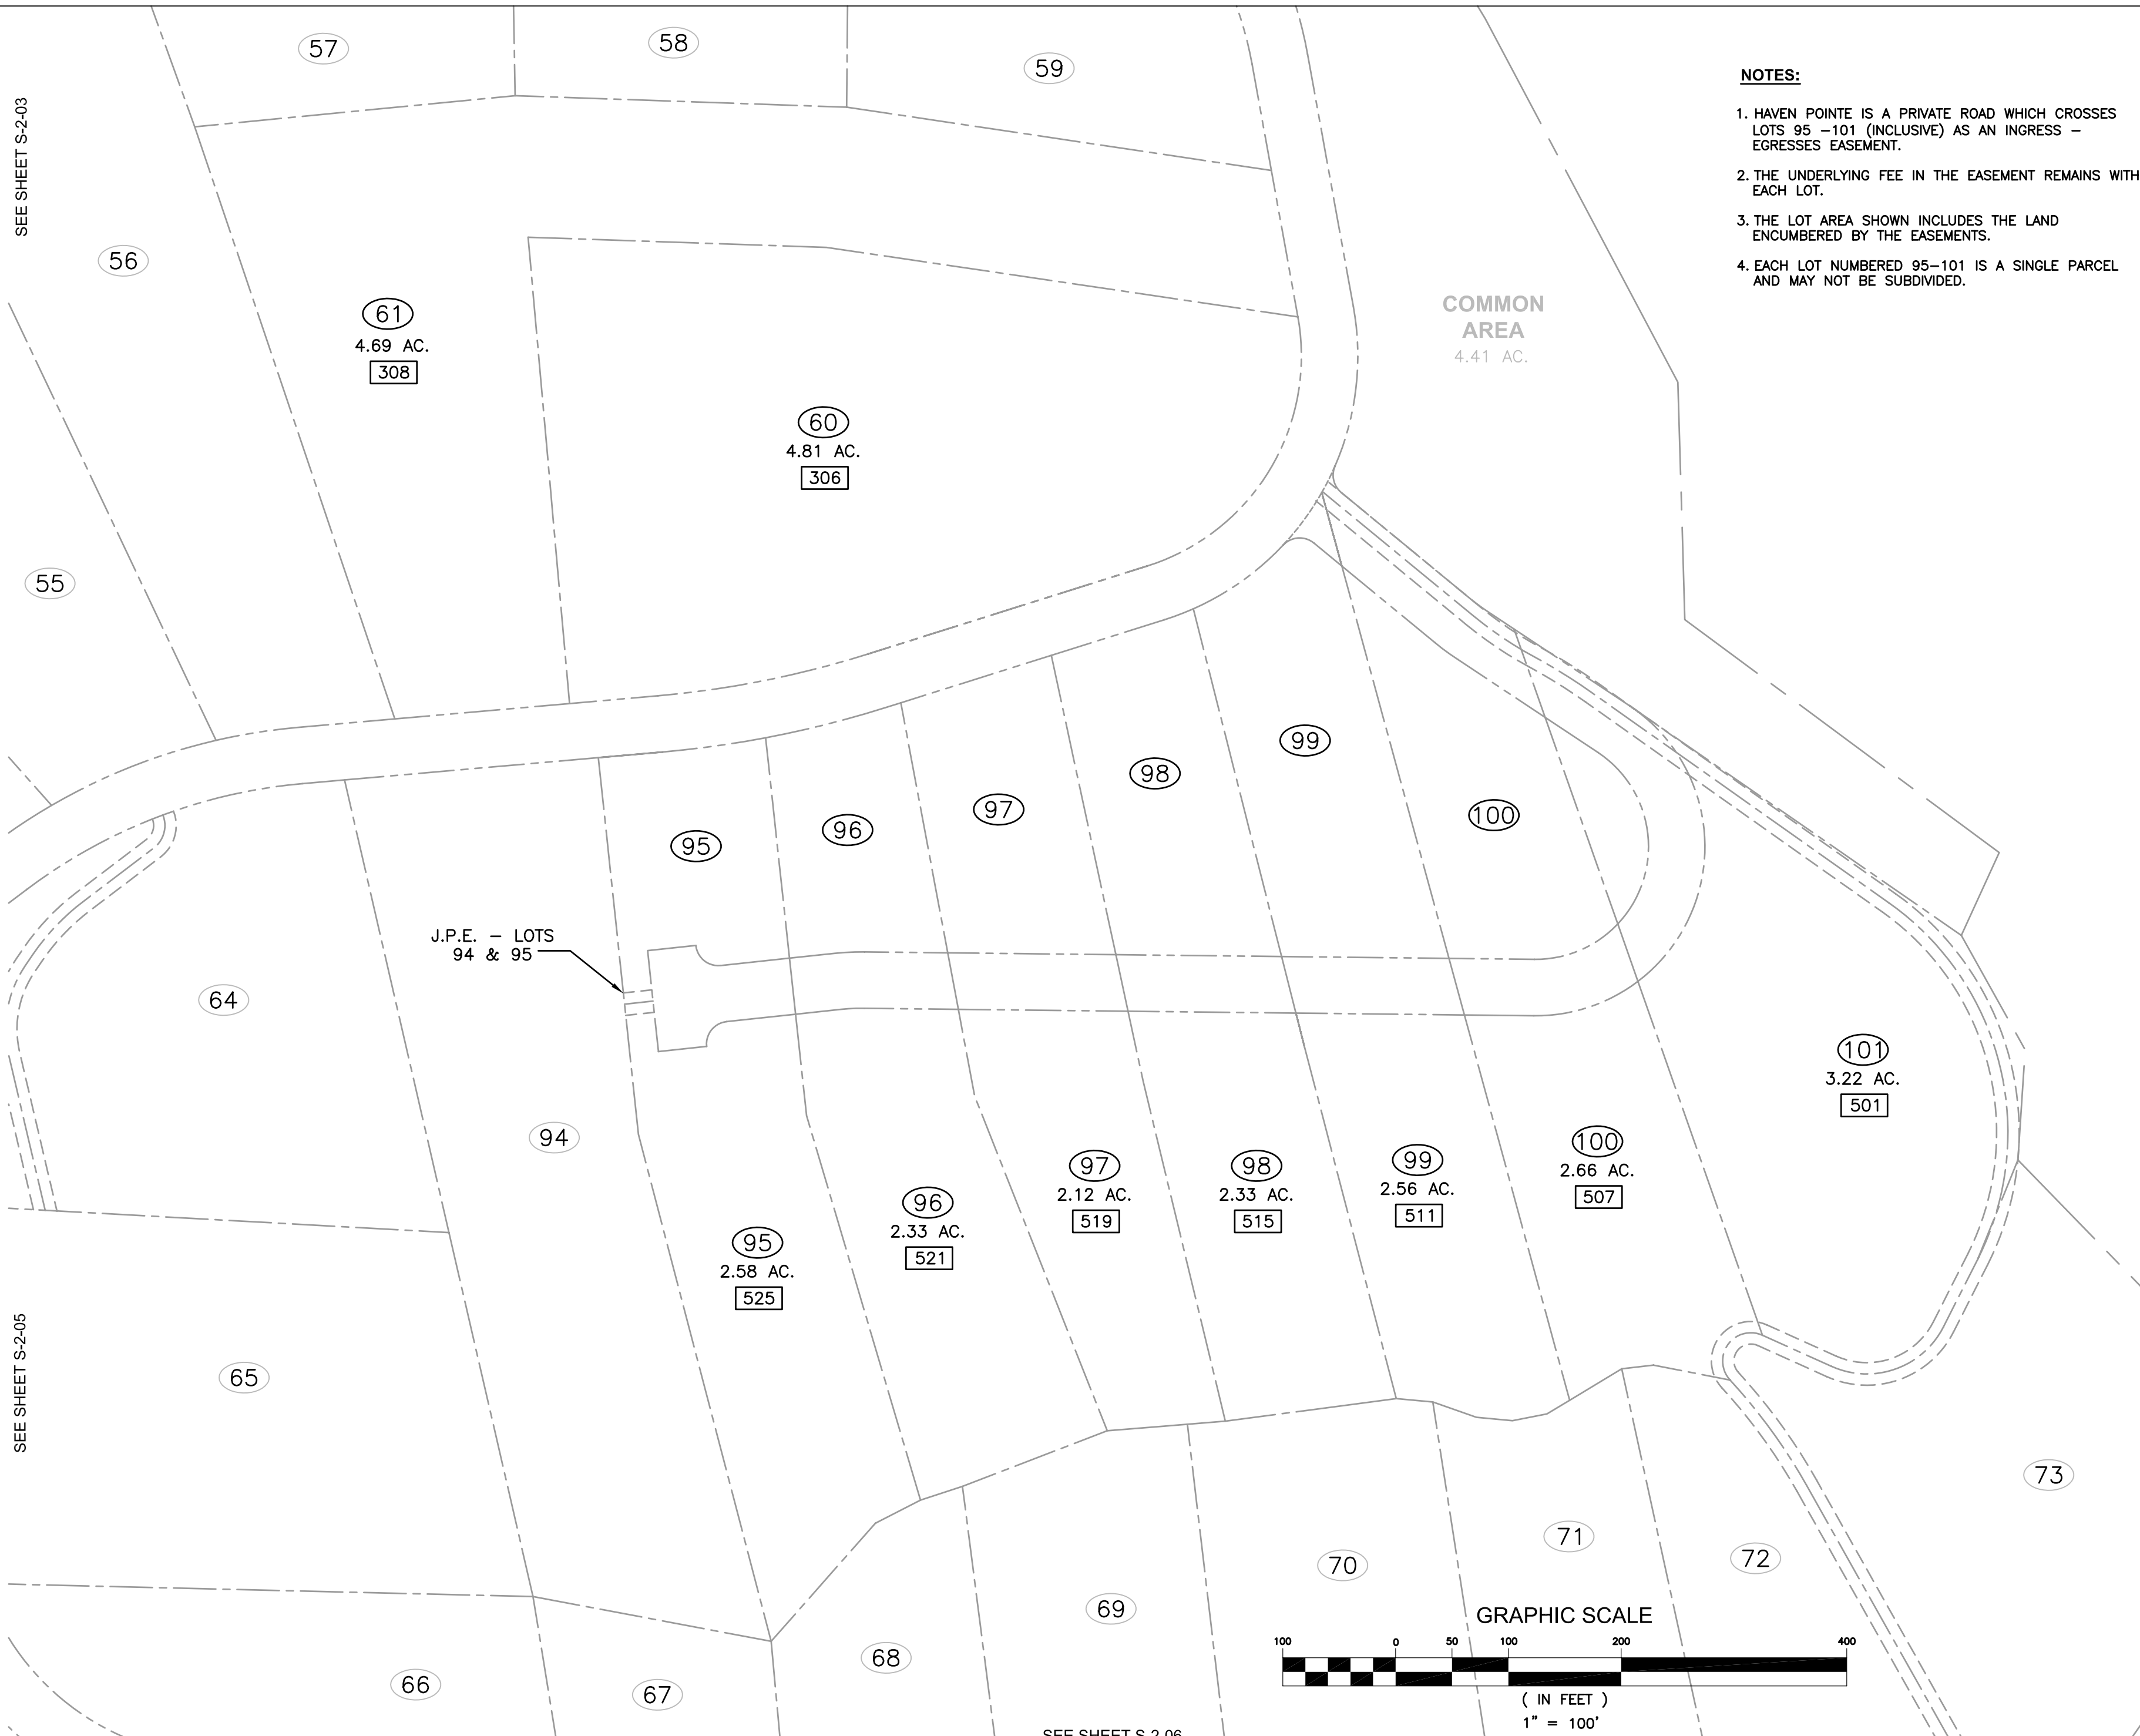 57
58
59
NOTES:
1. HAVEN POINTE IS A PRIVATE ROAD WHICH CROSSES
LOTS 95 –101 (INCLUSIVE) AS AN INGRESS –
EGRESSES EASEMENT.
2. THE UNDERLYING FEE IN THE EASEMENT REMAINS WITH
EACH LOT.
3. THE LOT AREA SHOWN INCLUDES THE LAND
ENCUMBERED BY THE EASEMENTS.
4. EACH LOT NUMBERED 95–101 IS A SINGLE PARCEL
AND MAY NOT BE SUBDIVIDED.
SEE SHEET S-2-03
56
61
4.69 AC.
308
COMMON
AREA
4.41 AC.
60
4.81 AC.
306
55
99
98
97
96
95
100
J.P.E. – LOTS
94 & 95
64
94
101
3.22 AC.
501
100
2.66 AC.
507
99
2.56 AC.
511
98
2.33 AC.
515
97
2.12 AC.
519
96
2.33 AC.
521
95
2.58 AC.
525
SEE SHEET S-2-05
65
73
71
72
70
69
68
66
67
GRAPHIC SCALE
100 0 50 100 200 400
( IN FEET )
1" = 100'
SEE SHEET S-2-06